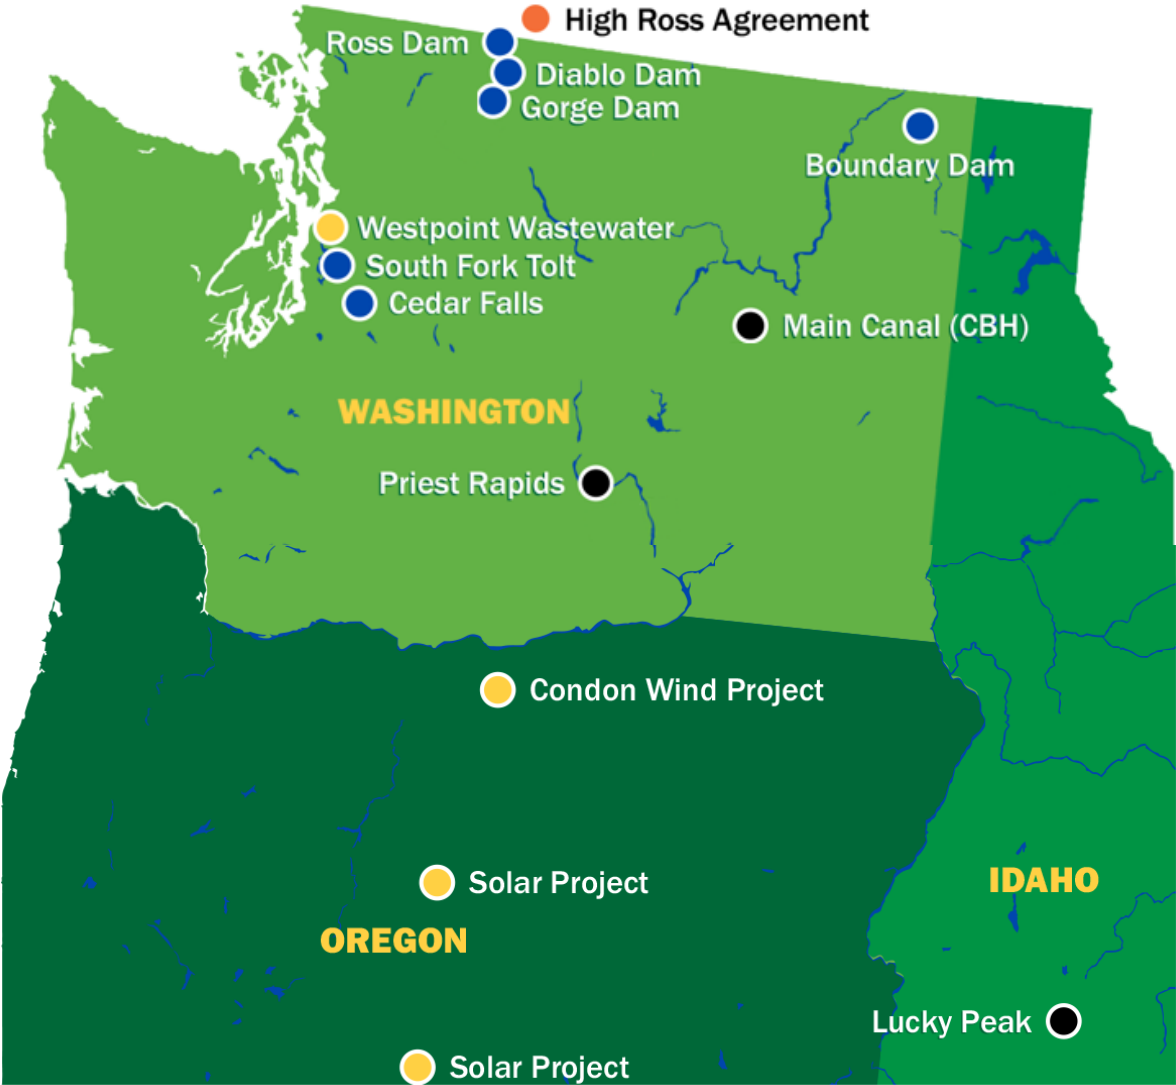 High Ross Agreement
Ross Dam
Diablo Dam
Gorge Dam
Boundary Dam
Westpoint Wastewater
South Fork Tolt
Cedar Falls
Main Canal (CBH)
WASHINGTON
Priest Rapids
Condon Wind Project
Solar Project
IDAHO
OREGON
Lucky Peak
Solar Project